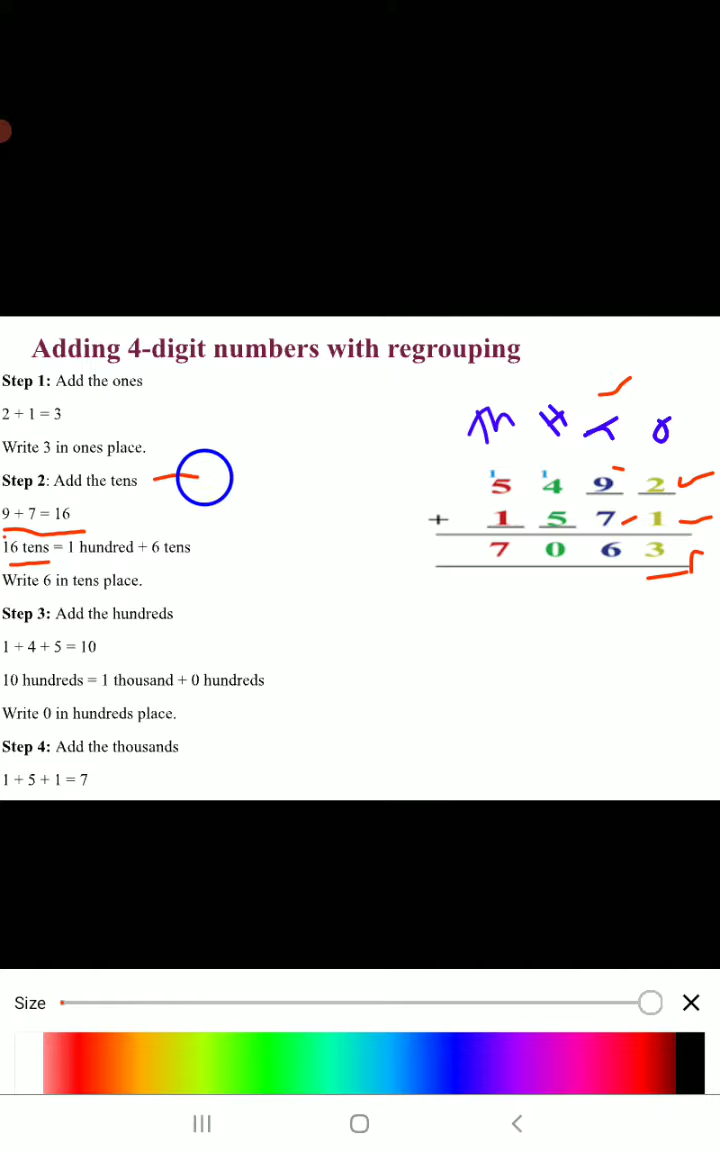 Adding 4-digit numbers with regrouping
Step 1: Add the ones
2 + 1 = 3
Write 3 in ones place.
Step 2: Add the tens
9 + 7 = 16
16 tens = 1 hundred + 6 tens
Write 6 in tens place.
Step 3: Add the hundreds
1 + 4 + 5 = 10
10 hundreds = 1 thousand + 0 hundreds
Write 0 in hundreds place.
Step 4: Add the thousands
1 + 5 + 1 = 7
Th H T O
1 1
5 4 9 2
+ 1 5 7 1
7 0 6 3
Size